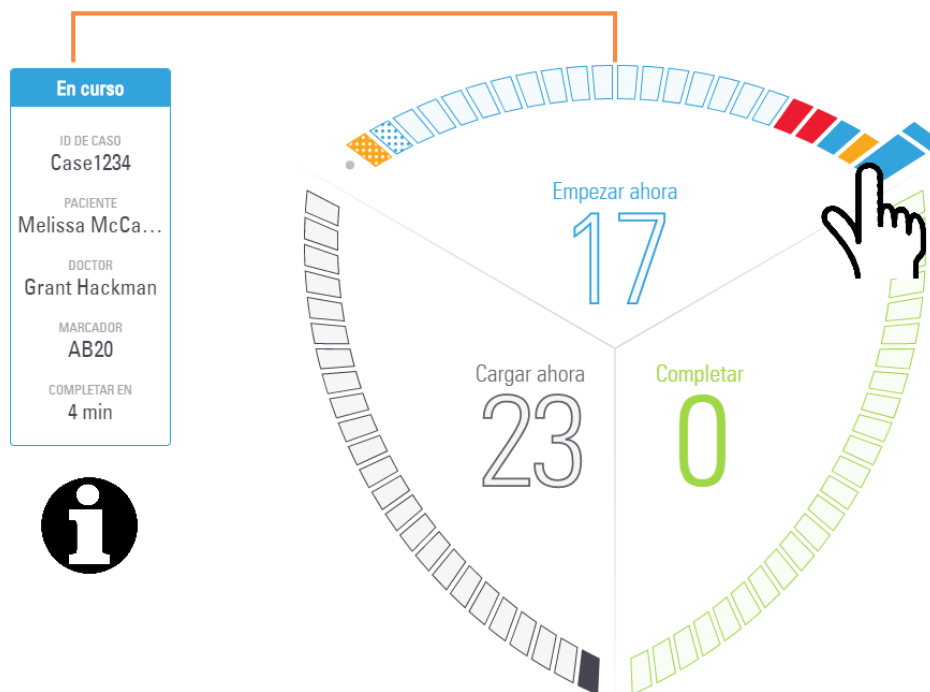 En curso
ID DE CASO
Case1234
PACIENTE
Melissa McCa...
DOCTOR
Grant Hackman
MARCADOR
AB20
COMPLETAR EN
4 min
Empezar ahora
17
Cargar ahora
23
Completar
0